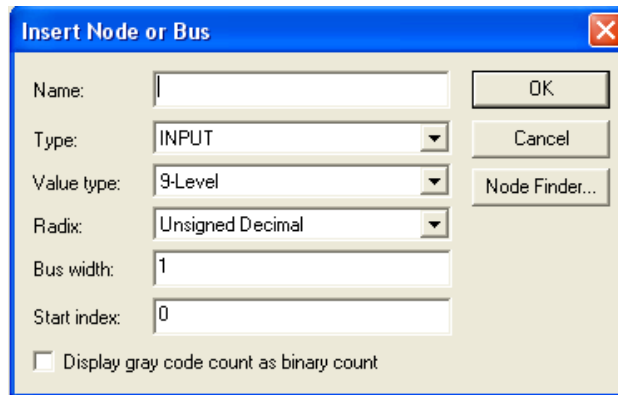 Insert Node or Bus
Name:
OK
Type: INPUT
Cancel
Value type: 9-Level
Node Finder...
Radix: Unsigned Decimal
Bus width: 1
Start index: 0
Display gray code count as binary count